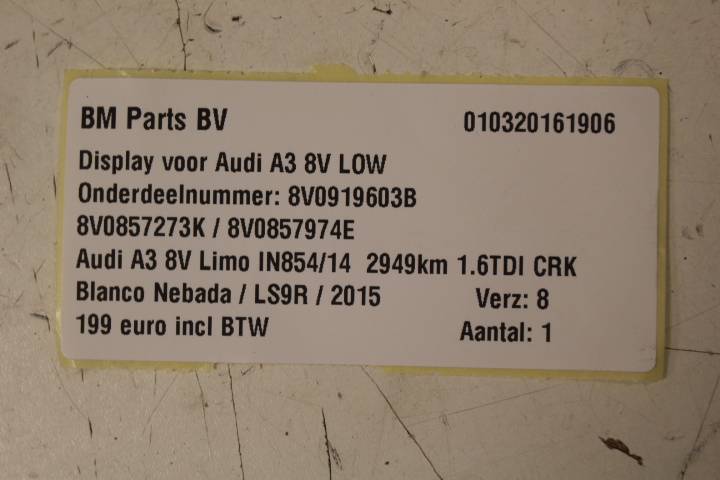 BM Parts BV 010320161906
Display voor Audi A3 8V LOW
Onderdeelnummer: 8V0919603B
8V0857273K / 8V0857974E
Audi A3 8V Limo IN854/14 2949km 1.6TDI CRK
Blanco Nebada / LS9R / 2015 Verz: 8
199 euro incl BTW Aantal: 1